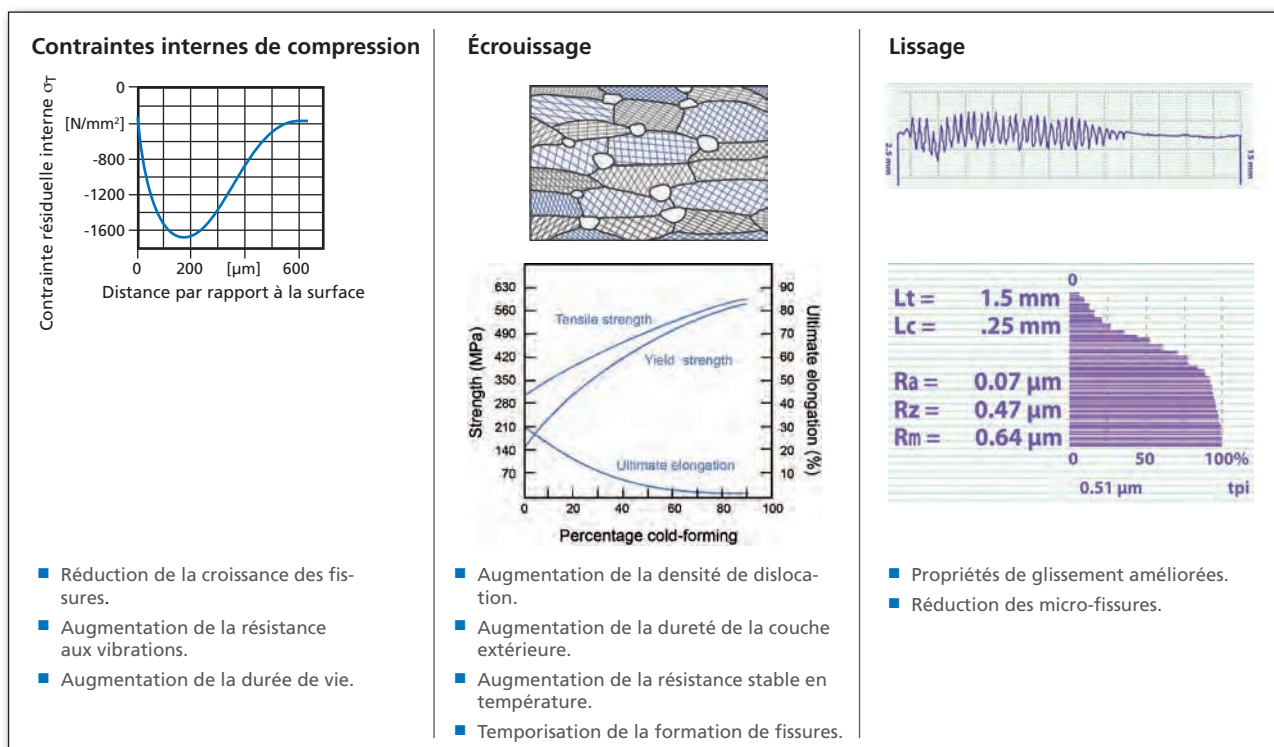 Contraintes internes de compression
Contrainte résiduelle interne σT
0
[N/mm²]
-800
-1200
-1600
0 200 [µm] 600
Distance par rapport à la surface
Réduction de la croissance des fis-
sures.
Augmentation de la résistance
aux vibrations.
Augmentation de la durée de vie.
Écrouissage
Strength (MPa)
630
560
490
420
350
280
210
140
70
90
80
70
60
50
40
30
20
10
Ultimate elongation (%)
Tensile strength
Yield strength
Ultimate elongation
0 20 40 60 80 100
Percentage cold-forming
Augmentation de la densité de disloca-
tion.
Augmentation de la dureté de la couche
extérieure.
Augmentation de la résistance stable en
température.
Temporisation de la formation de fissures.
Lissage
2.5 mm
15 mm
0
Lt = 1.5 mm
Lc = .25 mm
Ra = 0.07 µm
Rz = 0.47 µm
Rm = 0.64 µm
0 50 100%
0.51 µm tpi
Propriétés de glissement améliorées.
Réduction des micro-fissures.